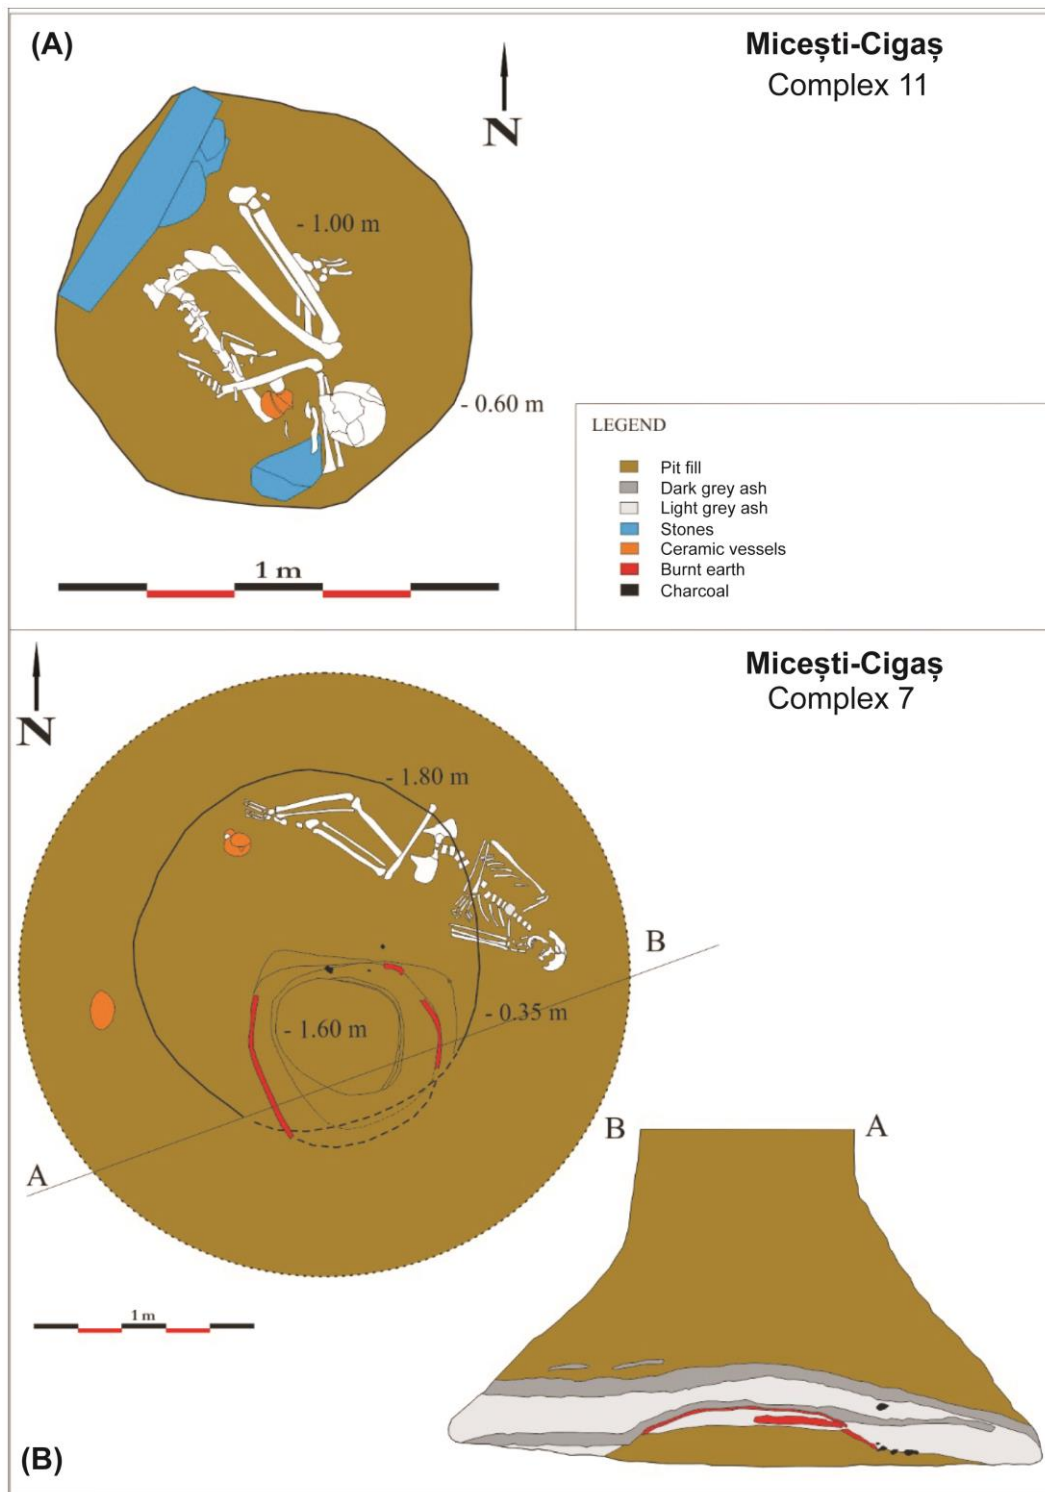 (A)
Micești-Cigaș
Complex 11
N
- 1.00 m
- 0.60 m
1 m
LEGEND
Pit fill
Dark grey ash
Light grey ash
Stones
Ceramic vessels
Burnt earth
Charcoal
Micești-Cigaș
Complex 7
N
- 1.80 m
B
- 0.35 m
- 1.60 m
A
B
A
1 m
(B)